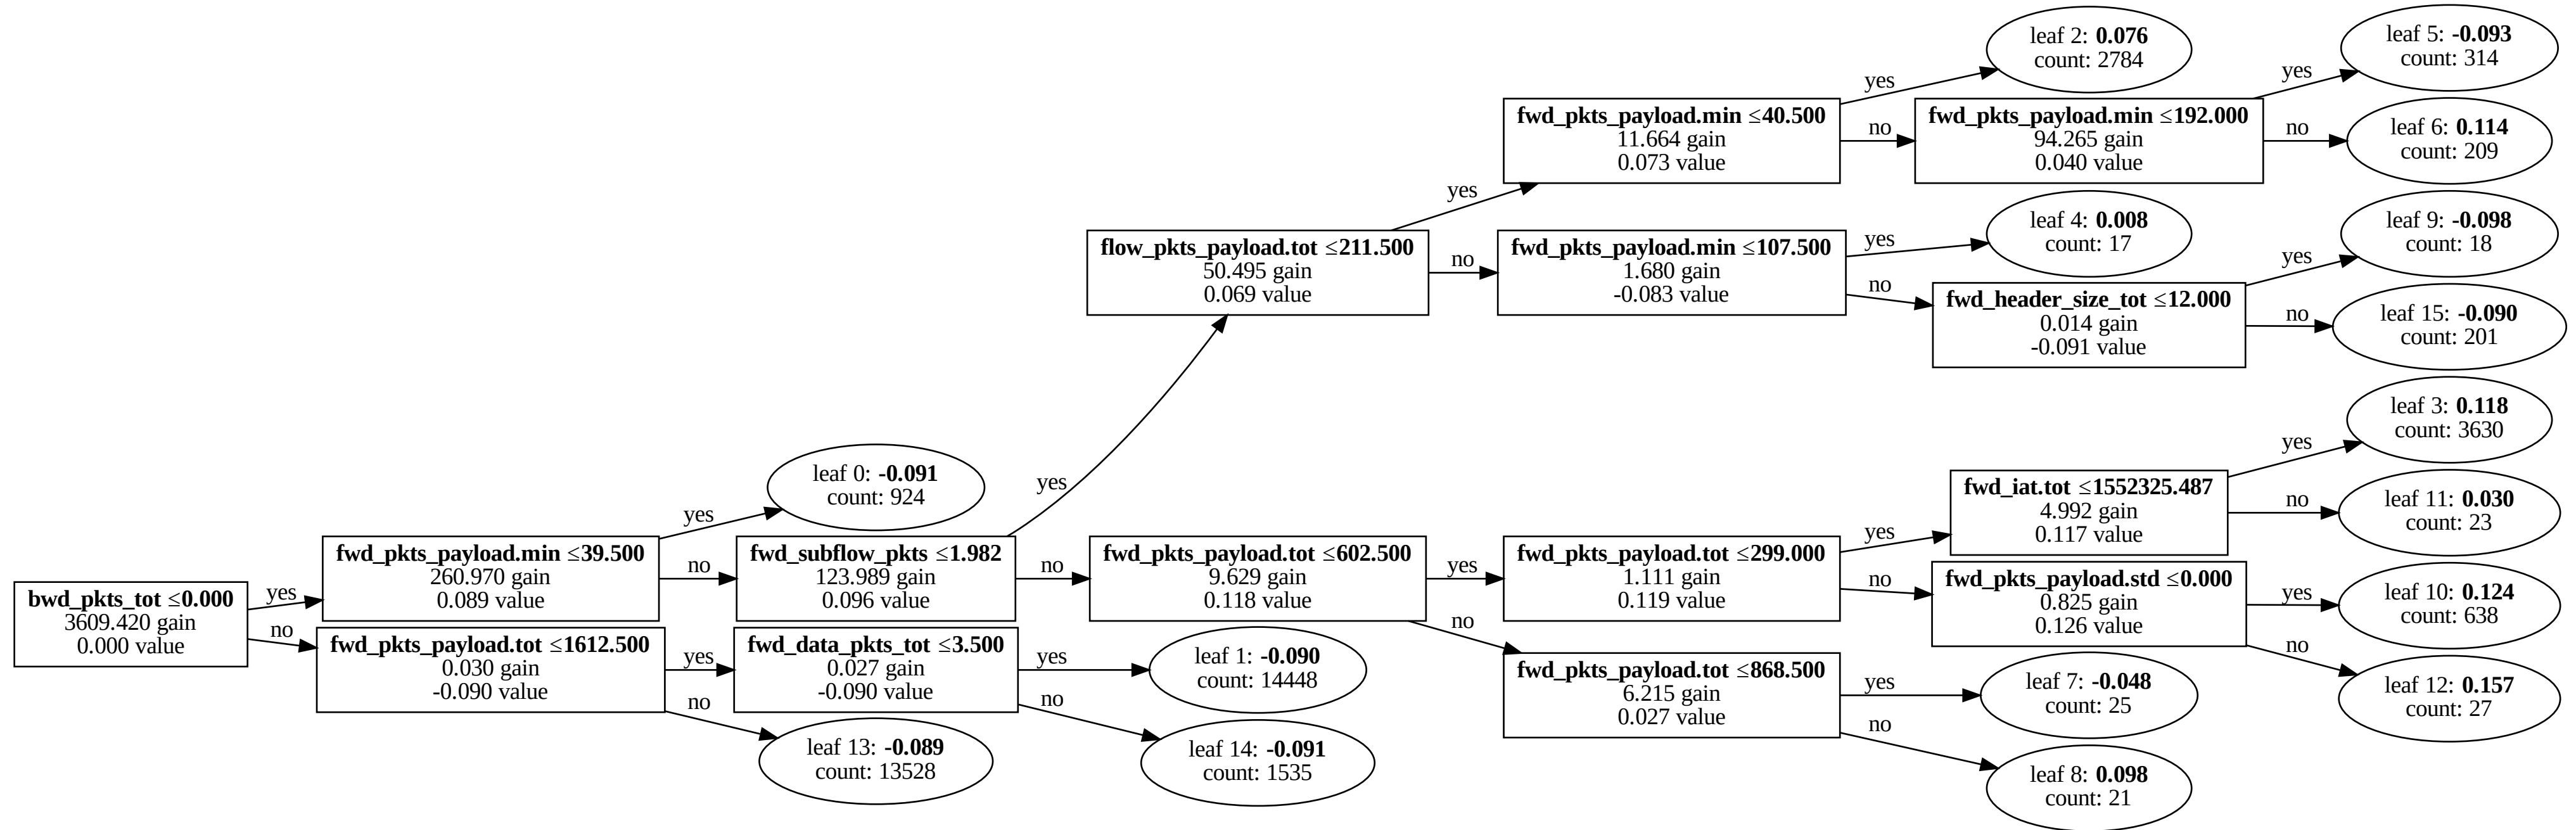 bwd_pkts_tot ≤0.000
3609.420 gain
0.000 value
yes
no
fwd_pkts_payload.min ≤39.500
260.970 gain
0.089 value
yes
no
fwd_pkts_payload.tot ≤1612.500
0.030 gain
-0.090 value
yes
no
leaf 0: -0.091
count: 924
fwd_subflow_pkts ≤1.982
123.989 gain
0.096 value
yes
no
fwd_data_pkts_tot ≤3.500
0.027 gain
-0.090 value
yes
no
leaf 13: -0.089
count: 13528
flow_pkts_payload.tot ≤211.500
50.495 gain
0.069 value
yes
no
fwd_pkts_payload.tot ≤602.500
9.629 gain
0.118 value
yes
no
leaf 1: -0.090
count: 14448
leaf 14: -0.091
count: 1535
fwd_pkts_payload.min ≤40.500
11.664 gain
0.073 value
yes
no
fwd_pkts_payload.min ≤107.500
1.680 gain
-0.083 value
yes
no
fwd_pkts_payload.tot ≤299.000
1.111 gain
0.119 value
yes
no
fwd_pkts_payload.tot ≤868.500
6.215 gain
0.027 value
yes
no
leaf 2: 0.076
count: 2784
fwd_pkts_payload.min ≤192.000
94.265 gain
0.040 value
yes
no
leaf 4: 0.008
count: 17
fwd_header_size_tot ≤12.000
0.014 gain
-0.091 value
yes
no
fwd_iat.tot ≤1552325.487
4.992 gain
0.117 value
yes
no
fwd_pkts_payload.std ≤0.000
0.825 gain
0.126 value
yes
no
leaf 7: -0.048
count: 25
leaf 8: 0.098
count: 21
leaf 5: -0.093
count: 314
leaf 6: 0.114
count: 209
leaf 9: -0.098
count: 18
leaf 15: -0.090
count: 201
leaf 3: 0.118
count: 3630
leaf 11: 0.030
count: 23
leaf 10: 0.124
count: 638
leaf 12: 0.157
count: 27